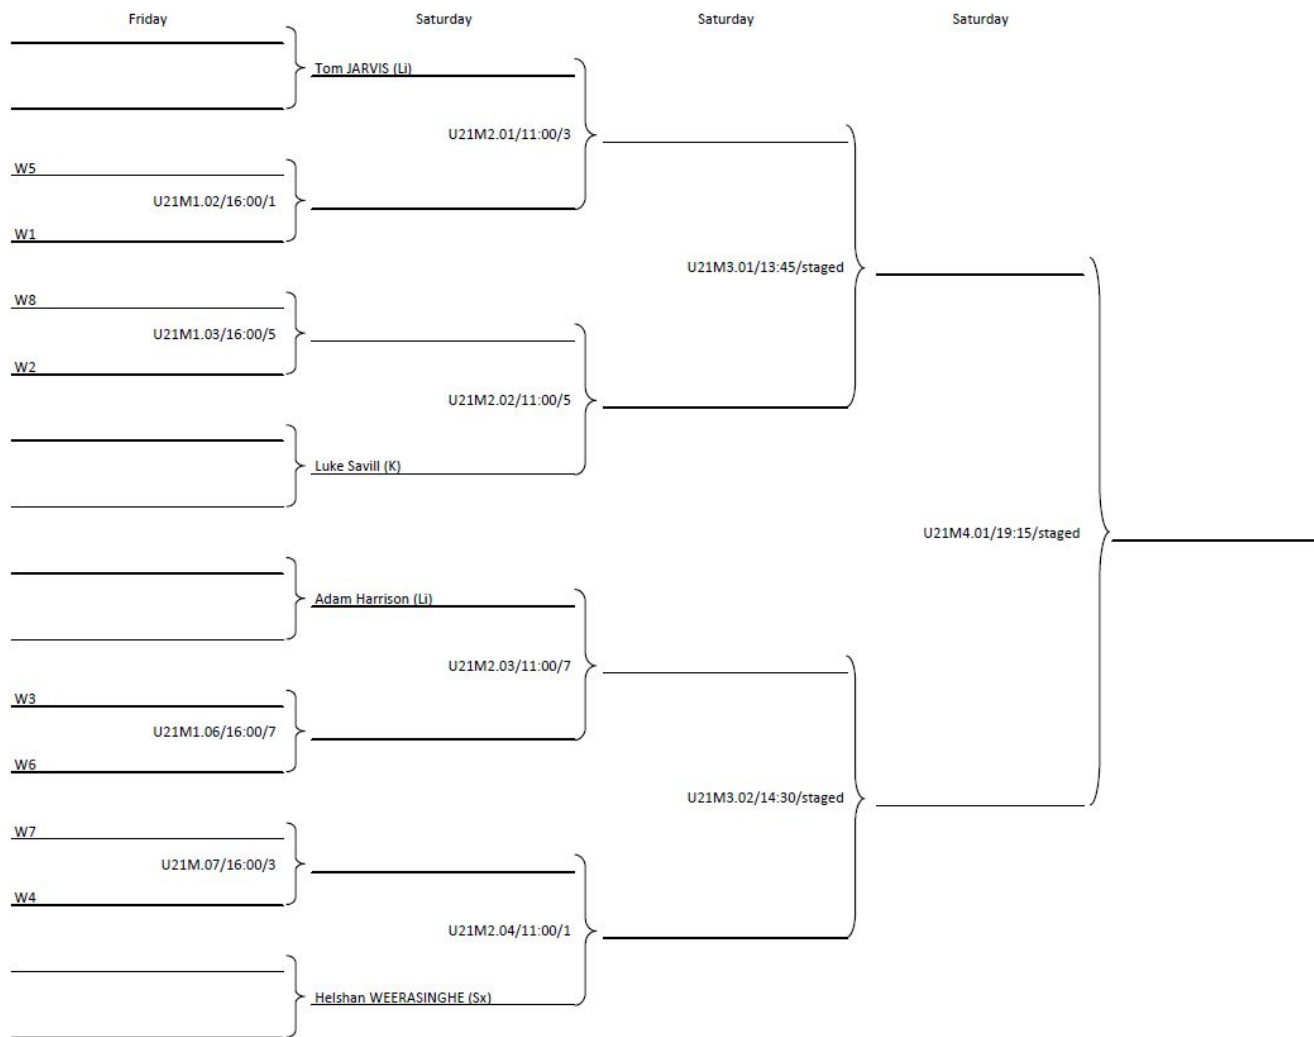 Friday Saturday Saturday Saturday
Tom JARVIS (Li)
U21M2.01/11:00/3
W5
U21M1.02/16:00/1
W1
U21M3.01/13:45/staged
W8
U21M1.03/16:00/5
W2
U21M2.02/11:00/5
Luke Savill (K)
U21M4.01/19:15/staged
Adam Harrison (Li)
U21M2.03/11:00/7
W3
U21M1.06/16:00/7
W6
U21M3.02/14:30/staged
W7
U21M.07/16:00/3
W4
U21M2.04/11:00/1
Helshan WEERASINGHE (Sx)